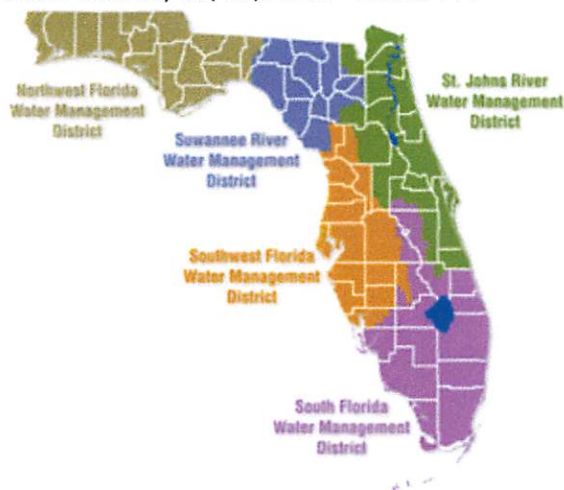 Northwest Florida
Water Management
District
St. Johns River
Water Management
District
Suwannee River
Water Management
District
Southwest Florida
Water Management
District
South Florida
Water Management
District